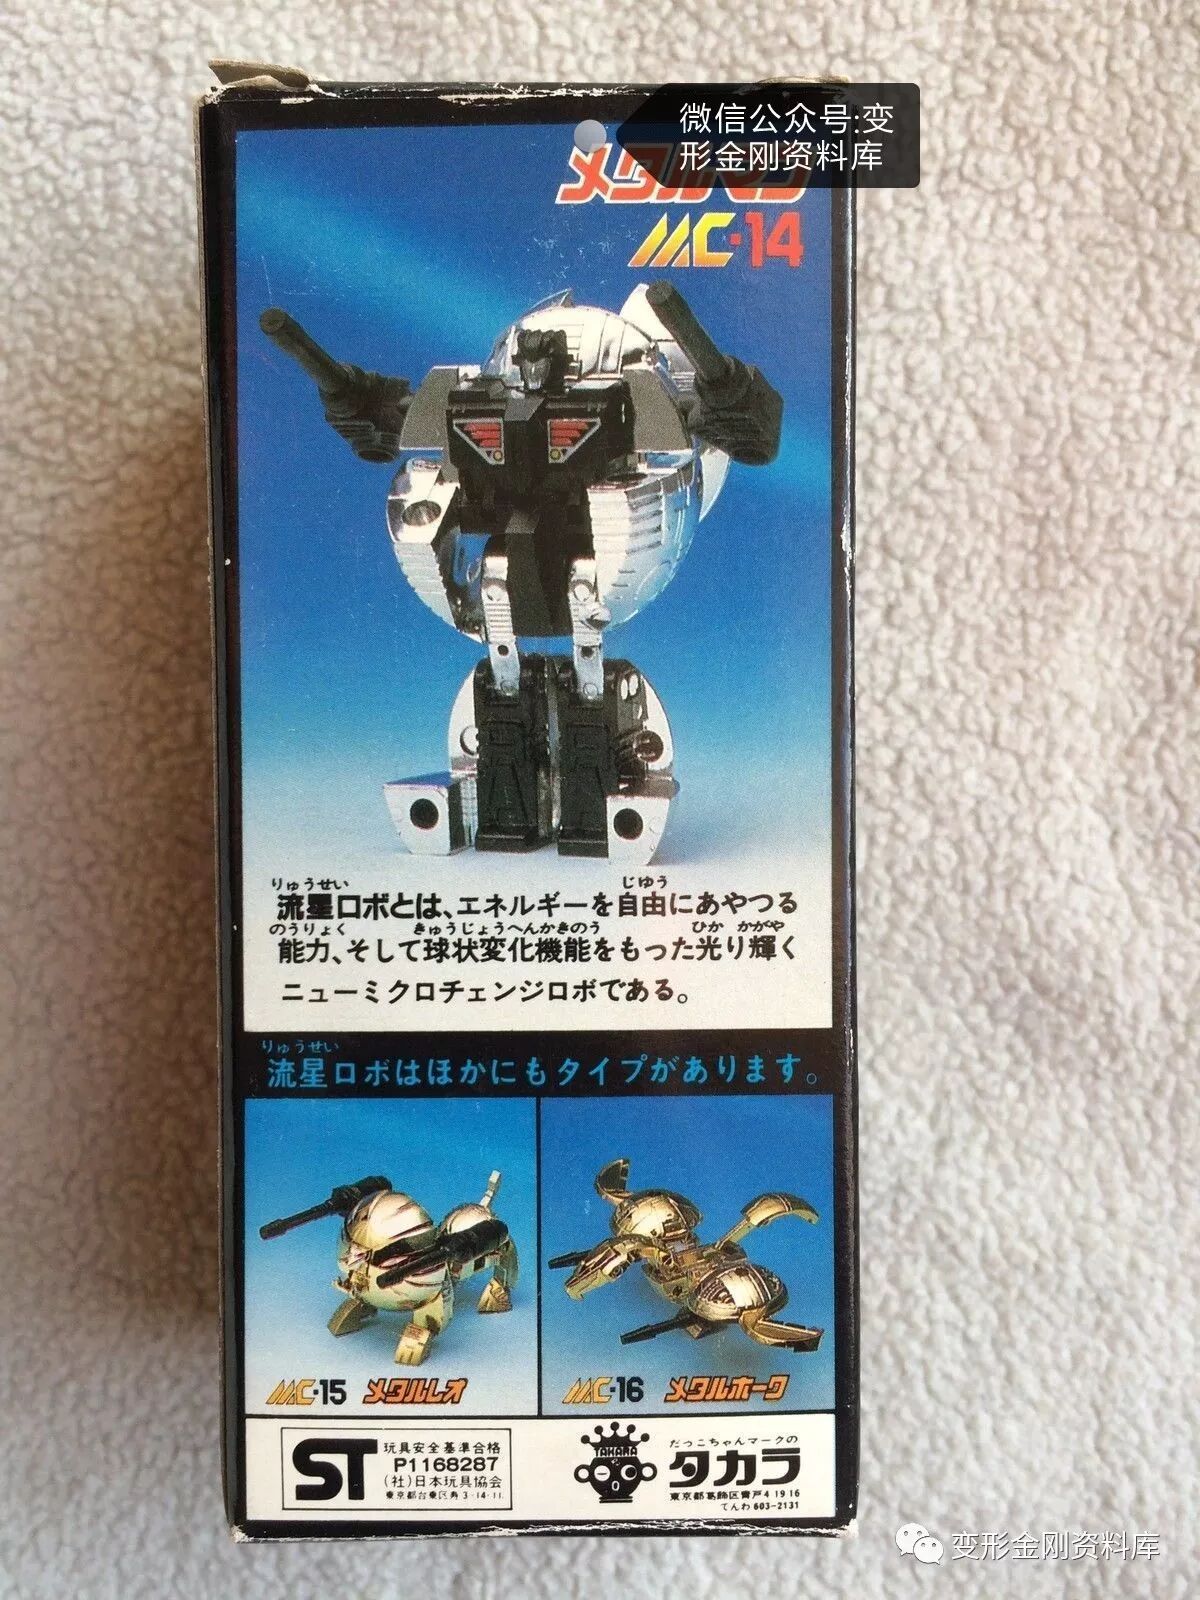 微信公众号:变
形金刚资料库
メタルマン
MC-14
りゅうせい じゆう
流星ロボとは、エネルギーを自由にあやつる
のうりょく きゅうじょうへんかきのう ひか かがや
能力、そして球状変化機能をもった光り輝く
ニューミクロチェンジロボである。
りゅうせい
流星ロボはほかにもタイプがあります。
MC-15 メタルレオ
MC-16 メタルホーク
ST
玩具安全基準合格
P1168287
(社)日本玩具協会
東京都台東区寿3-14-11.
TAKARA
だっこちゃんマークの
タカラ
東京都葛飾区青戸4 19 16
てんわ 603-2131
变形金刚资料库